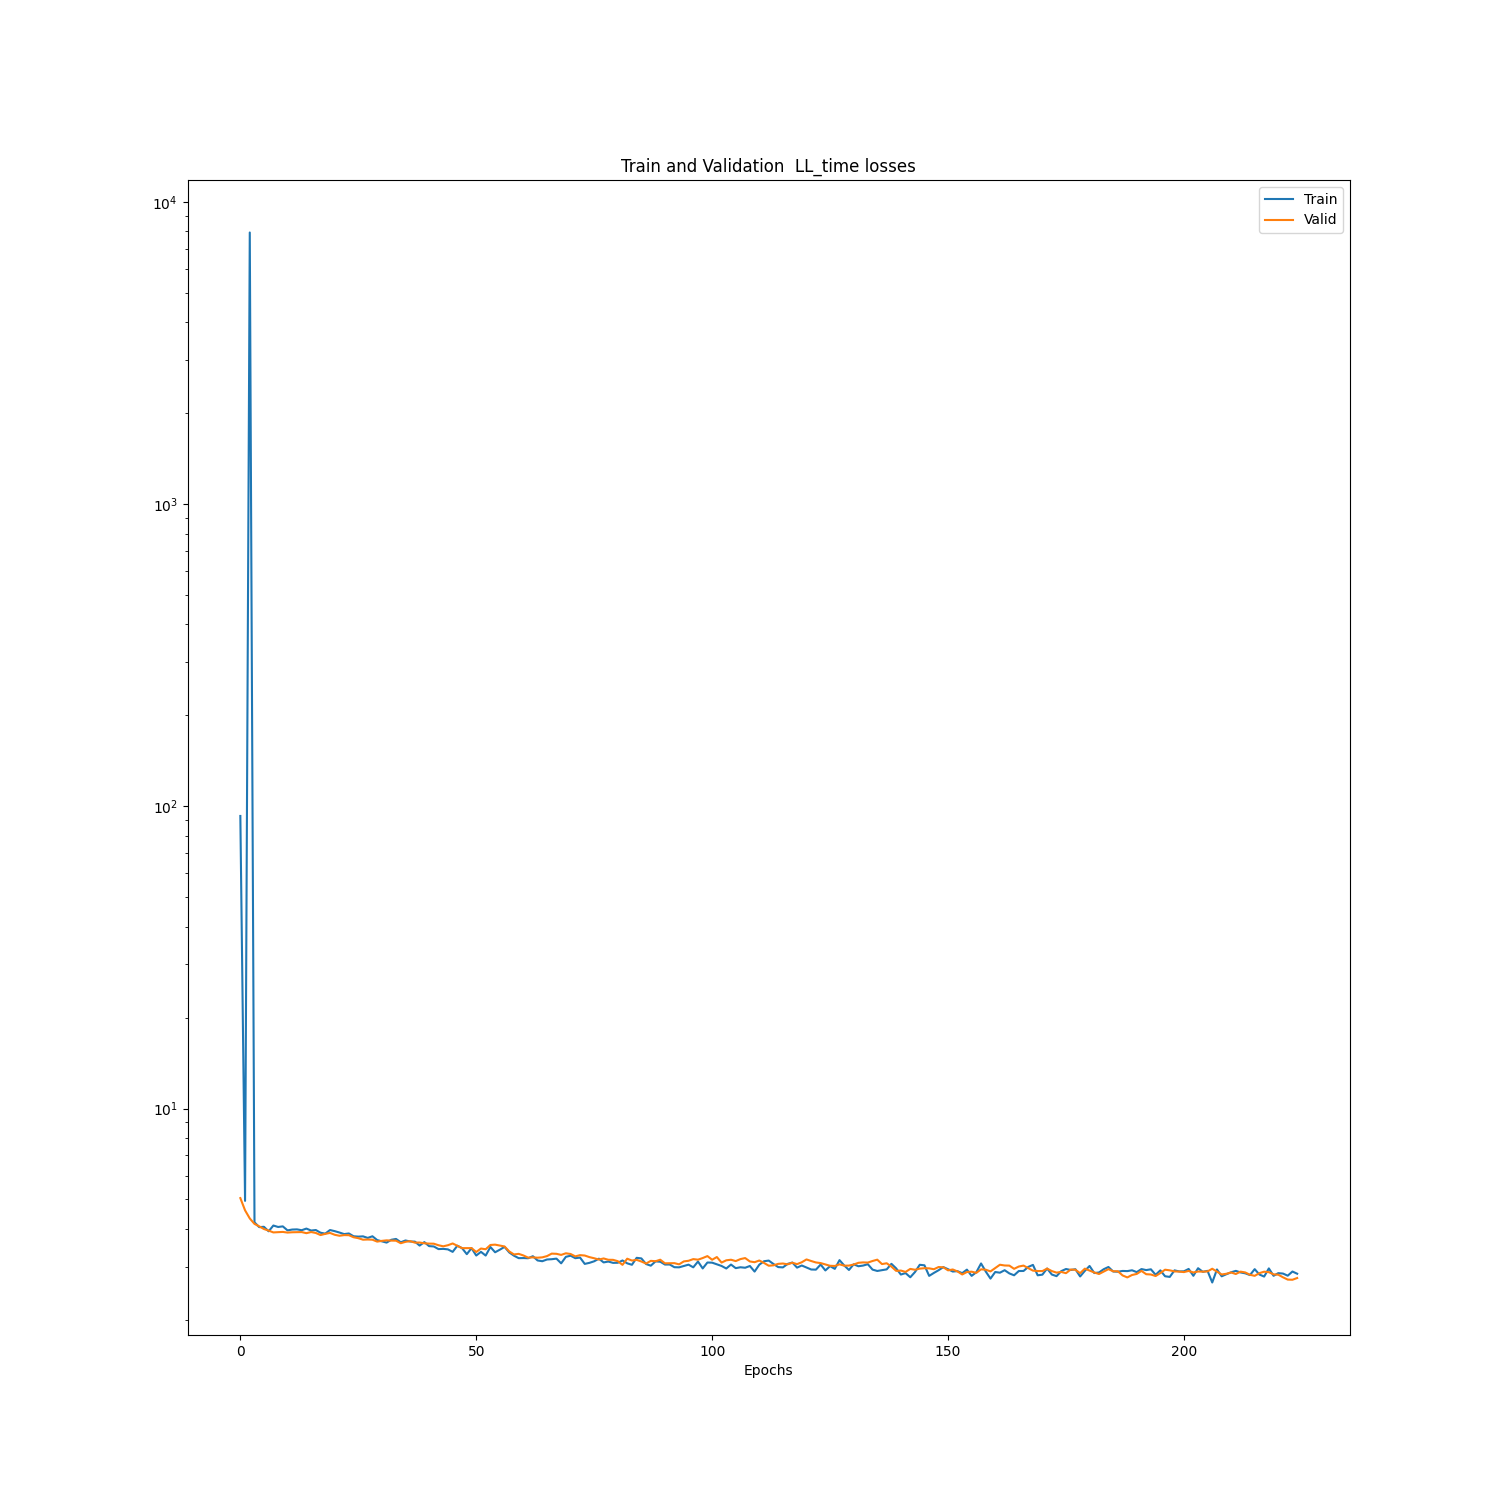 Train and Validation  LL_time losses
Train
Valid
10⁴
10³
10²
10¹
0 50 100 150 200
Epochs